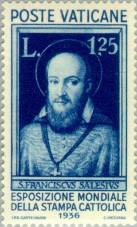 POSTE VATICANE
L. 1,25
S. FRANCISCVS SALESIVS
ESPOSIZIONE MONDIALE
DELLA STAMPA CATTOLICA
1936